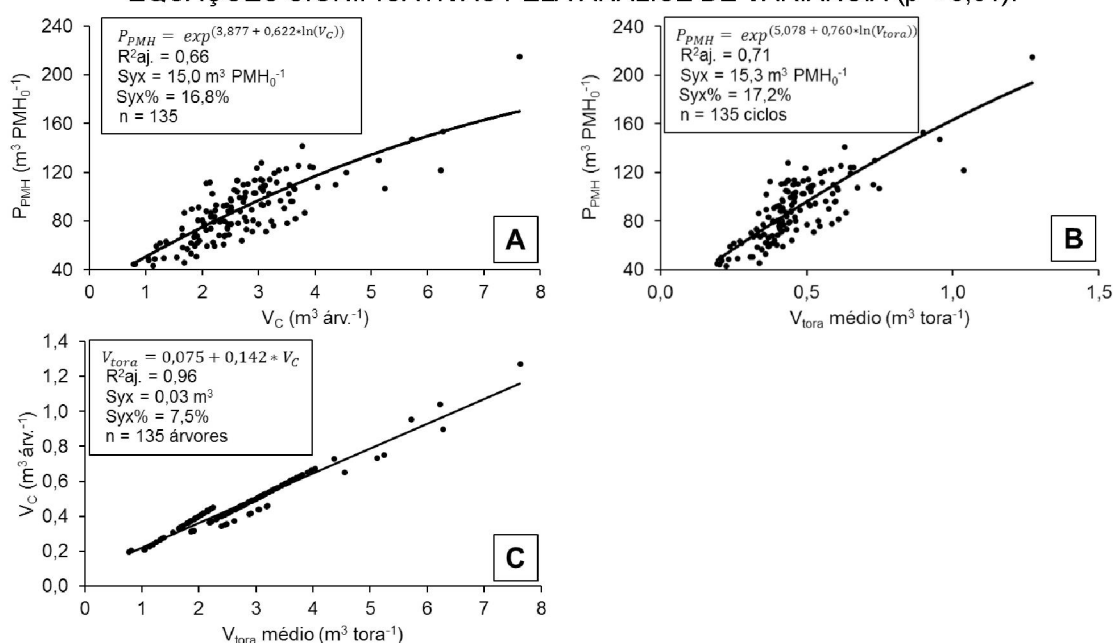 P_PMH = exp^(3,877 + 0,622*ln(V_C))
R²aj. = 0,66
Syx = 15,0 m³ PMH₀⁻¹
Syx% = 16,8%
n = 135
P_PMH (m³ PMH₀⁻¹)
240
200
160
120
80
40
0 1 2 3 4 5 6 7 8
V_C (m³ árv.⁻¹)
A
P_PMH = exp^(5,078 + 0,760*ln(V_tora))
R²aj. = 0,71
Syx = 15,3 m³ PMH₀⁻¹
Syx% = 17,2%
n = 135 ciclos
P_PMH (m³ PMH₀⁻¹)
240
200
160
120
80
40
0,0 0,5 1,0 1,5
V_tora médio (m³ tora⁻¹)
B
V_tora = 0,075 + 0,142 * V_C
R²aj. = 0,96
Syx = 0,03 m³
Syx% = 7,5%
n = 135 árvores
V_C (m³ árv.⁻¹)
1,4
1,2
1,0
0,8
0,6
0,4
0,2
0,0
0 1 2 3 4 5 6 7 8
V_tora médio (m³ tora⁻¹)
C